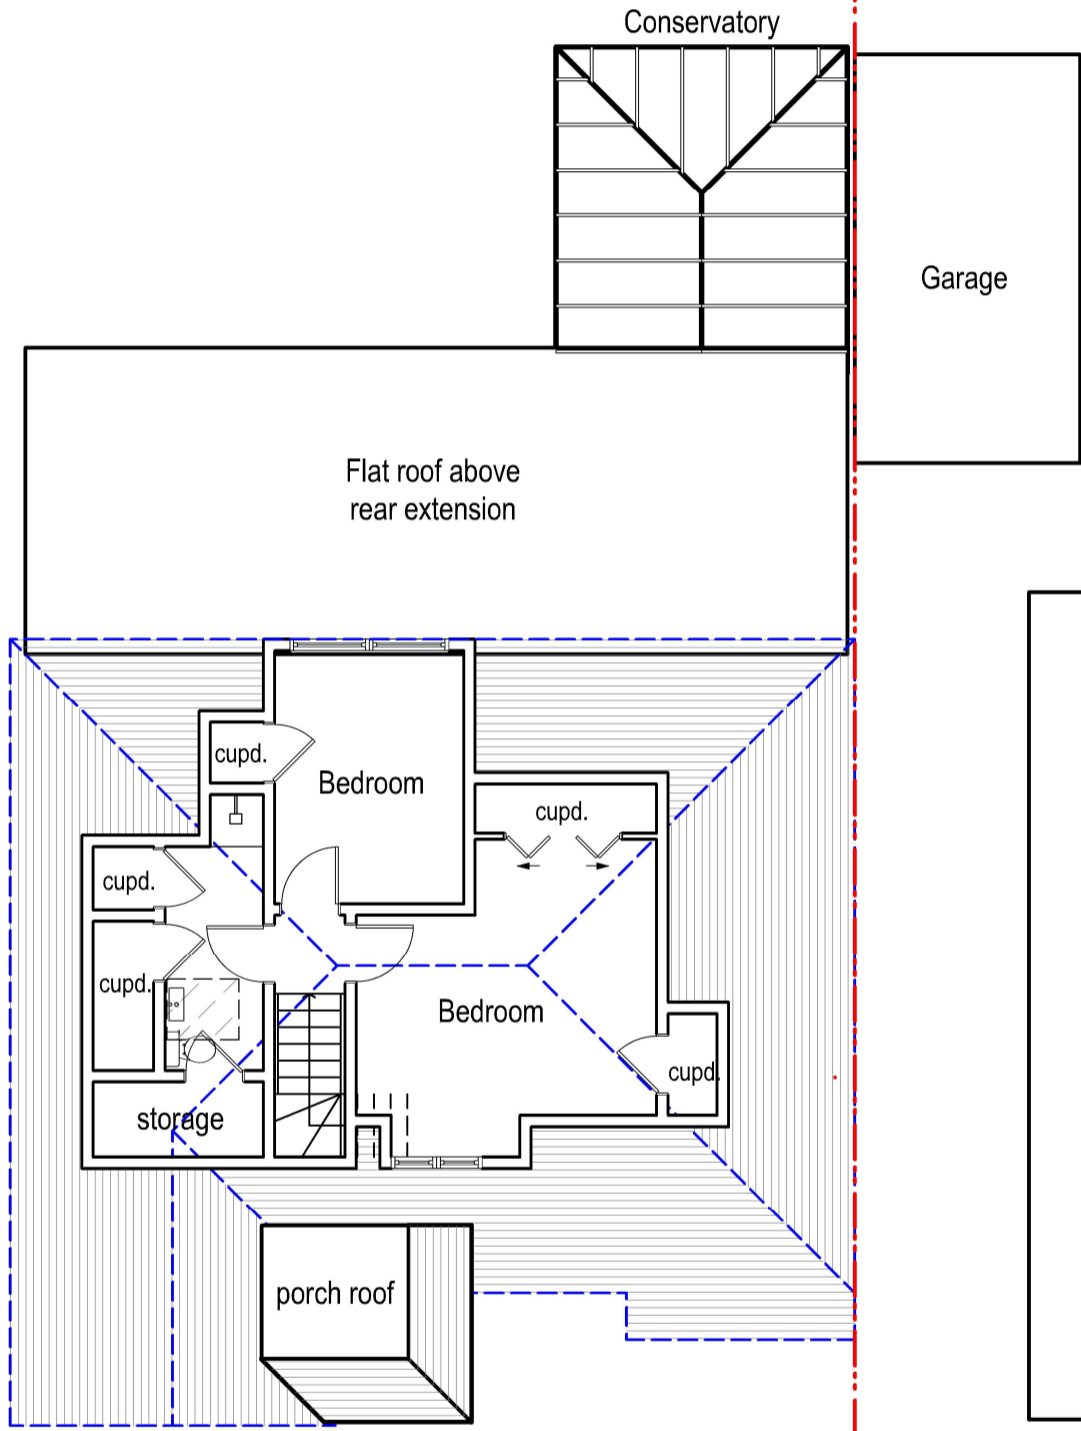 Conservatory
Garage
Flat roof above
rear extension
cupd.
Bedroom
cupd.
cupd.
cupd.
Bedroom
cupd.
storage
porch roof